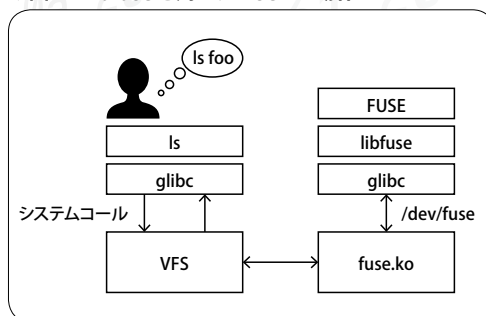 ls foo
FUSE
ls
libfuse
glibc
glibc
システムコール
/dev/fuse
VFS
fuse.ko